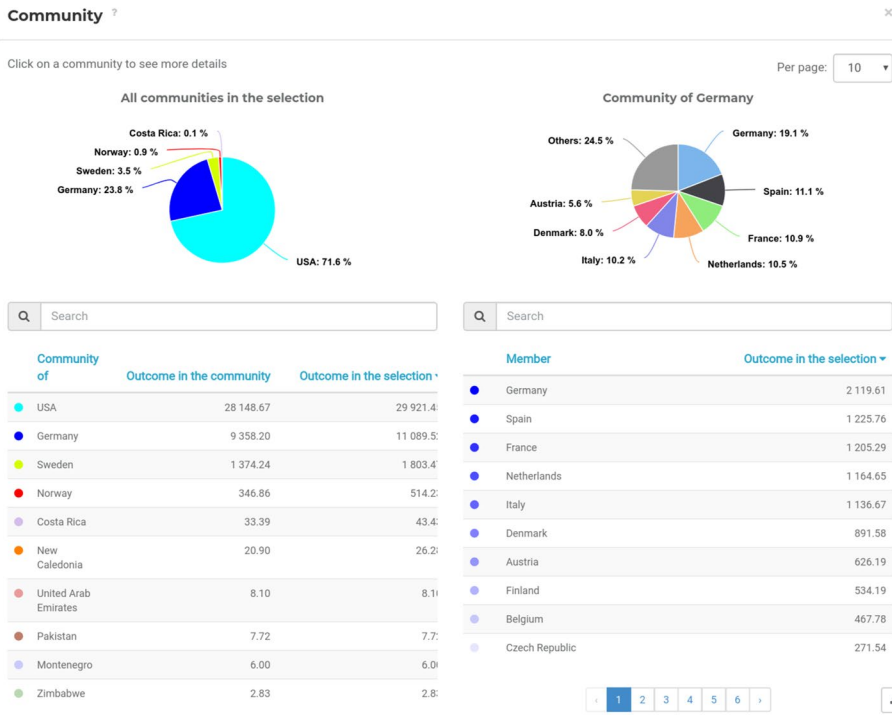 Community ?
×
Click on a community to see more details
Per page: 10
All communities in the selection
Costa Rica: 0.1 %
Norway: 0.9 %
Sweden: 3.5 %
Germany: 23.8 %
USA: 71.6 %
Community of Germany
Others: 24.5 %
Germany: 19.1 %
Spain: 11.1 %
Austria: 5.6 %
Denmark: 8.0 %
France: 10.9 %
Italy: 10.2 %
Netherlands: 10.5 %
Search
Community
of Outcome in the community Outcome in the selection
USA 28 148.67
Germany 9 358.20
Sweden 1 374.24
Norway 346.86
Costa Rica 33.39
New
Caledonia 20.90
United Arab
Emirates 8.10
Pakistan 7.72
Montenegro 6.00
Zimbabwe 2.83
Search
Member Outcome in the selection
Germany 2 119.61
Spain 1 225.76
France 1 205.29
Netherlands 1 164.65
Italy 1 136.67
Denmark 891.58
Austria 626.19
Finland 534.19
Belgium 467.78
Czech Republic 271.54
‹ 1 2 3 4 5 6 ›